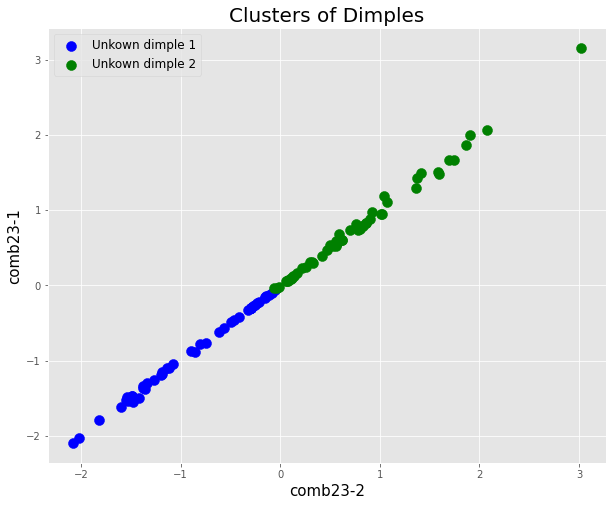 Clusters of Dimples
Unkown dimple 1
Unkown dimple 2
3
2
1
0
−1
−2
comb23-1
−2 −1 0 1 2 3
comb23-2